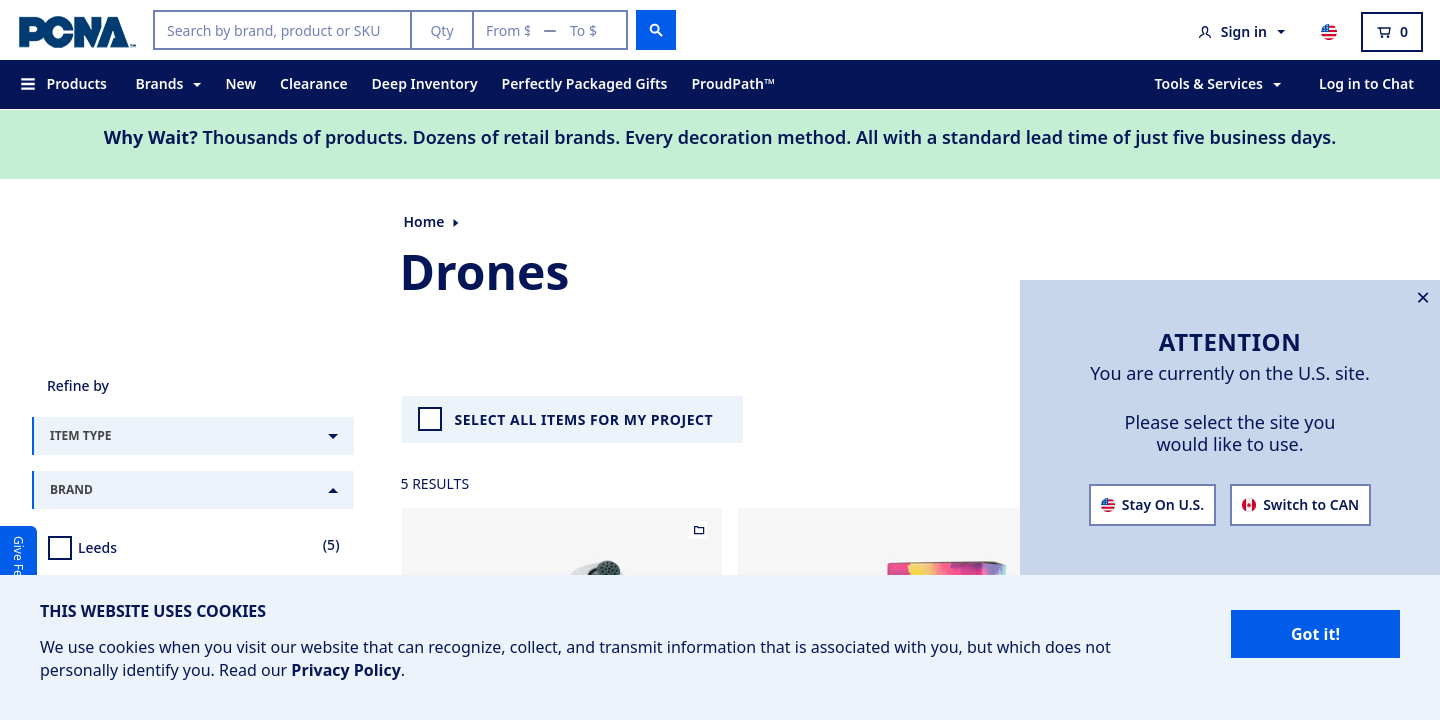 PCNA™
Search by brand, product or SKU
Qty
From $ — To $
Sign in
0
Products
Brands
New
Clearance
Deep Inventory
Perfectly Packaged Gifts
ProudPath™
Tools & Services
Log in to Chat
Why Wait? Thousands of products. Dozens of retail brands. Every decoration method. All with a standard lead time of just five business days.
Home
Drones
Refine by
ITEM TYPE
BRAND
Leeds
(5)
SELECT ALL ITEMS FOR MY PROJECT
5 RESULTS
ATTENTION
You are currently on the U.S. site.
Please select the site you
would like to use.
Stay On U.S.
Switch to CAN
Give
THIS WEBSITE USES COOKIES
We use cookies when you visit our website that can recognize, collect, and transmit information that is associated with you, but which does not
personally identify you. Read our Privacy Policy.
Got it!